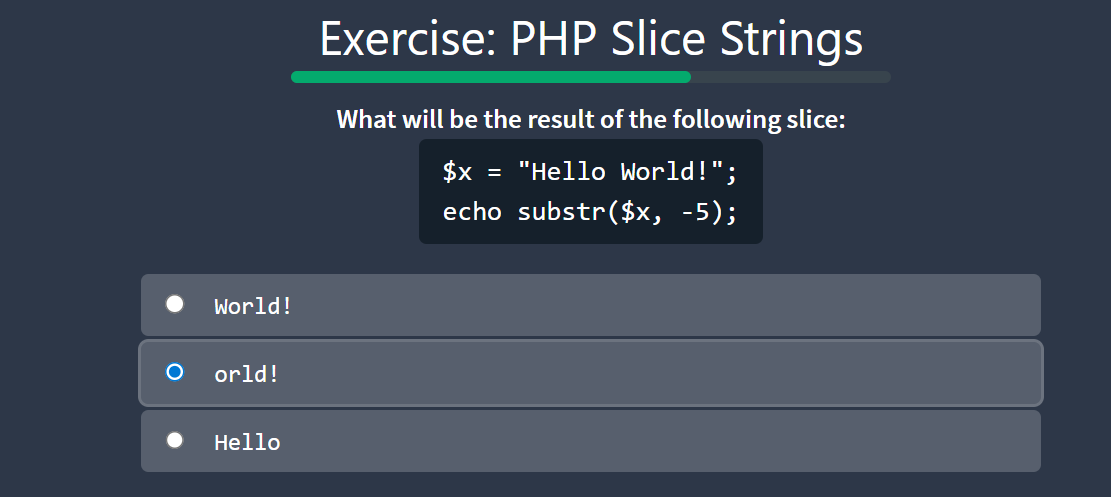 Exercise: PHP Slice Strings
What will be the result of the following slice:
$x = "Hello World!";
echo substr($x, -5);
World!
orld!
Hello